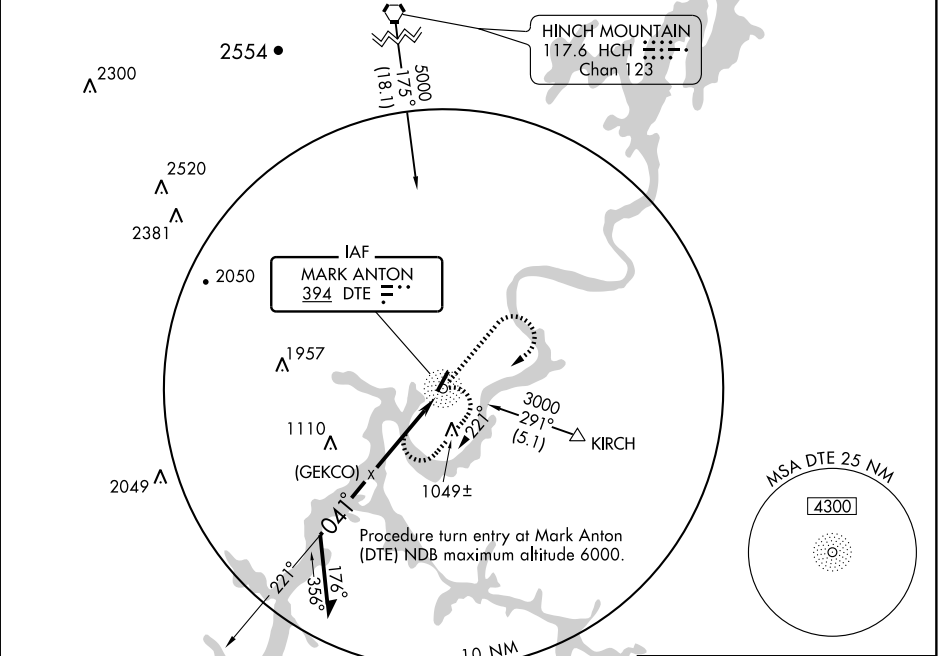 HINCH MOUNTAIN
117.6 HCH
Chan 123
2554
2300
5000
175°
(18.1)
2520
2381
2050
IAF
MARK ANTON
394 DTE
1957
1110
(GEKCO)
x
2049
3000
291°
(5.1)
KIRCH
221°
1049±
041°
Procedure turn entry at Mark Anton
(DTE) NDB maximum altitude 6000.
221°
356°
176°
10 NM
MSA DTE 25 NM
4300